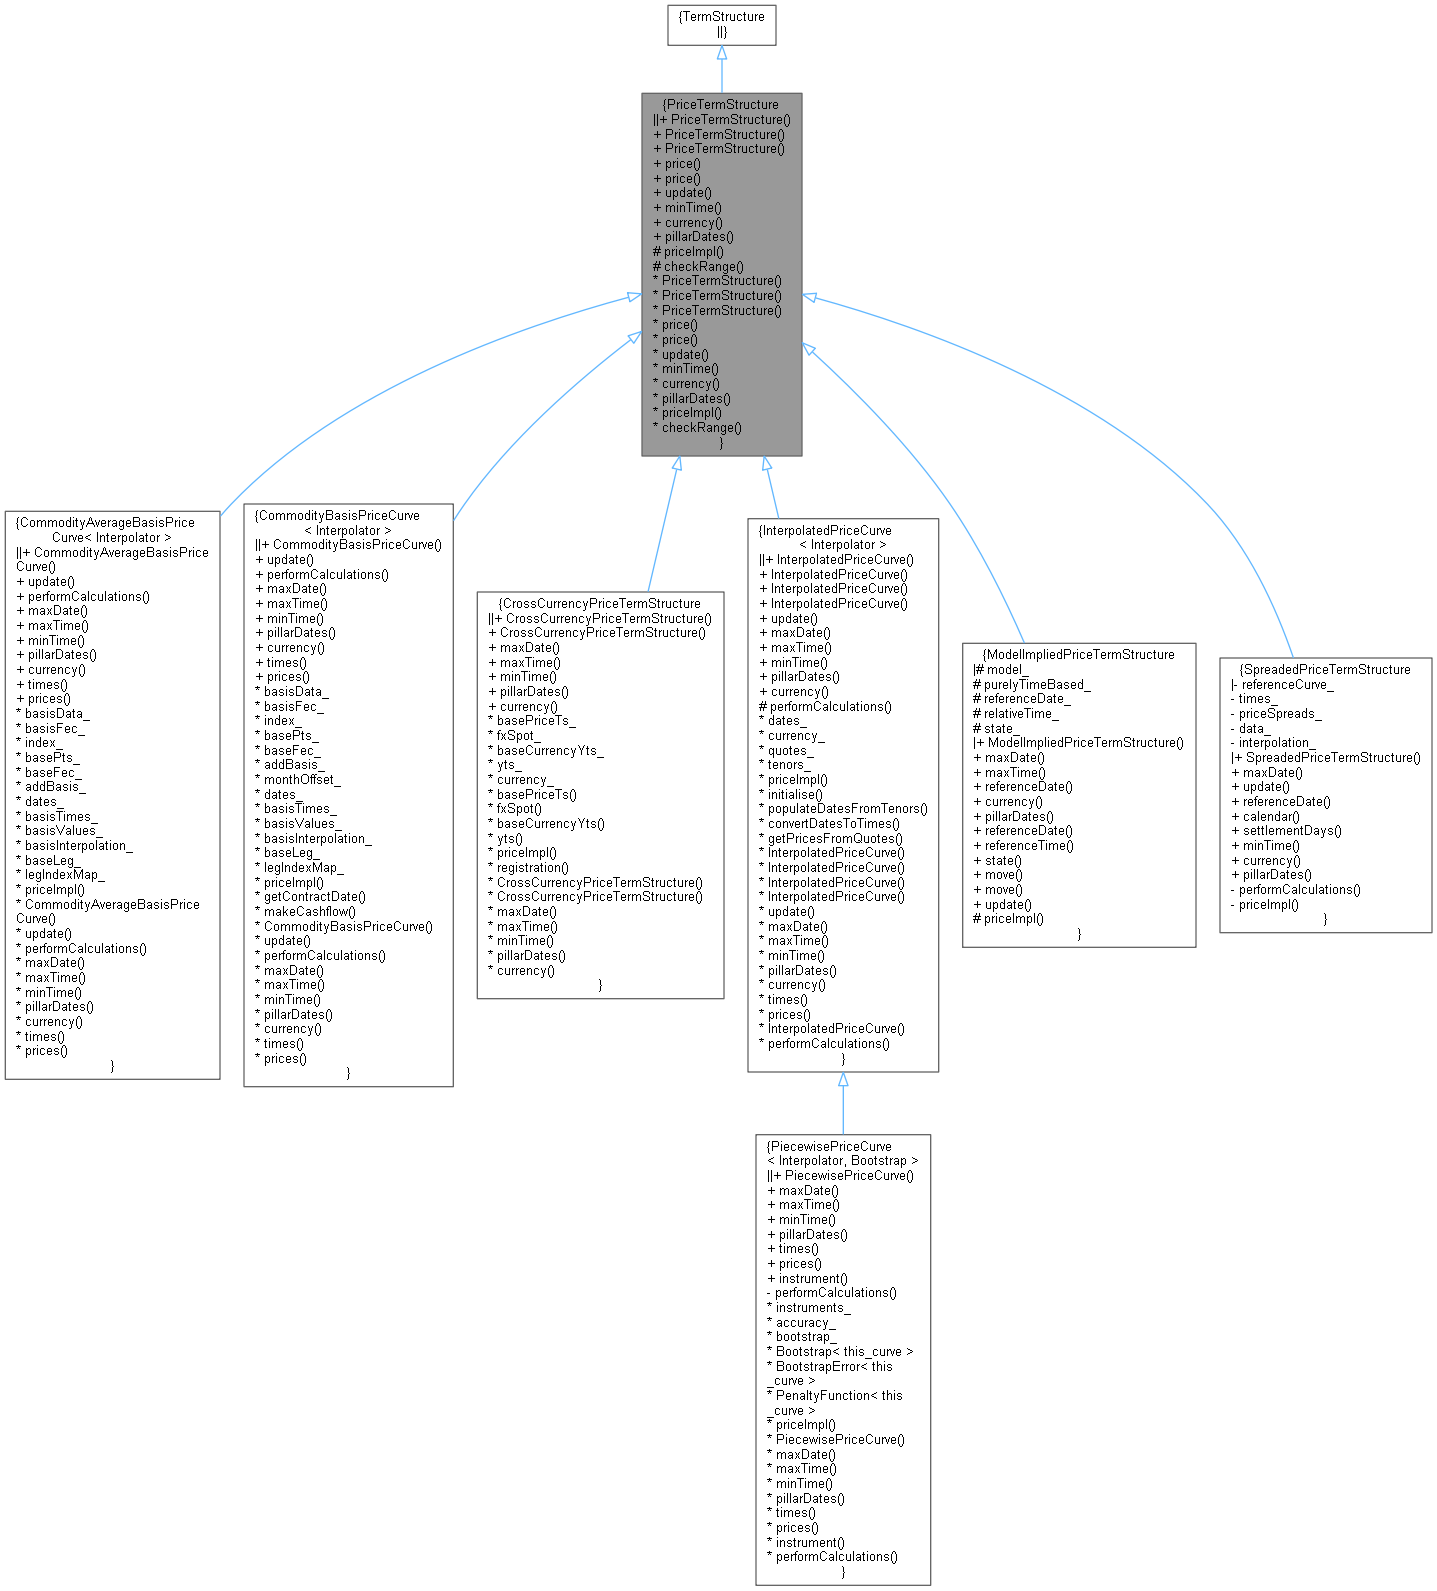 {TermStructure
||}
{PriceTermStructure
||+ PriceTermStructure()
+ PriceTermStructure()
+ PriceTermStructure()
+ price()
+ price()
+ update()
+ minTime()
+ currency()
+ pillarDates()
# priceImpl()
# checkRange()
* PriceTermStructure()
* PriceTermStructure()
* PriceTermStructure()
* price()
* price()
* update()
* minTime()
* currency()
* pillarDates()
* priceImpl()
* checkRange()
}
{CommodityAverageBasisPrice
Curve< Interpolator >
||+ CommodityAverageBasisPrice
Curve()
+ update()
+ performCalculations()
+ maxDate()
+ maxTime()
+ minTime()
+ pillarDates()
+ currency()
+ times()
+ prices()
* basisData_
* basisFec_
* index_
* basePts_
* baseFec_
* addBasis_
* dates_
* basisTimes_
* basisValues_
* basisInterpolation_
* baseLeg_
* legIndexMap_
* priceImpl()
* CommodityAverageBasisPrice
Curve()
* update()
* performCalculations()
* maxDate()
* maxTime()
* minTime()
* pillarDates()
* currency()
* times()
* prices()
}
{CommodityBasisPriceCurve
< Interpolator >
||+ CommodityBasisPriceCurve()
+ update()
+ performCalculations()
+ maxDate()
+ maxTime()
+ minTime()
+ pillarDates()
+ currency()
+ times()
+ prices()
* basisData_
* basisFec_
* index_
* basePts_
* baseFec_
* addBasis_
* monthOffset_
* dates_
* basisTimes_
* basisValues_
* basisInterpolation_
* baseLeg_
* legIndexMap_
* priceImpl()
* getContractDate()
* makeCashflow()
* CommodityBasisPriceCurve()
* update()
* performCalculations()
* maxDate()
* maxTime()
* minTime()
* pillarDates()
* currency()
* times()
* prices()
}
{CrossCurrencyPriceTermStructure
||+ CrossCurrencyPriceTermStructure()
+ CrossCurrencyPriceTermStructure()
+ maxDate()
+ maxTime()
+ minTime()
+ pillarDates()
+ currency()
* basePriceTs_
* fxSpot_
* baseCurrencyYts_
* yts_
* currency_
* basePriceTs()
* fxSpot()
* baseCurrencyYts()
* yts()
* priceImpl()
* registration()
* CrossCurrencyPriceTermStructure()
* CrossCurrencyPriceTermStructure()
* maxDate()
* maxTime()
* minTime()
* pillarDates()
* currency()
}
{InterpolatedPriceCurve
< Interpolator >
||+ InterpolatedPriceCurve()
+ InterpolatedPriceCurve()
+ InterpolatedPriceCurve()
+ InterpolatedPriceCurve()
+ update()
+ maxDate()
+ maxTime()
+ minTime()
+ pillarDates()
+ currency()
# performCalculations()
* dates_
* currency_
* quotes_
* tenors_
* priceImpl()
* initialise()
* populateDatesFromTenors()
* convertDatesToTimes()
* getPricesFromQuotes()
* InterpolatedPriceCurve()
* InterpolatedPriceCurve()
* InterpolatedPriceCurve()
* InterpolatedPriceCurve()
* update()
* maxDate()
* maxTime()
* minTime()
* pillarDates()
* currency()
* times()
* prices()
* InterpolatedPriceCurve()
* performCalculations()
}
{ModelImpliedPriceTermStructure
|# model_
# purelyTimeBased_
# referenceDate_
# relativeTime_
# state_
|+ ModelImpliedPriceTermStructure()
+ maxDate()
+ maxTime()
+ referenceDate()
+ currency()
+ pillarDates()
+ referenceDate()
+ referenceTime()
+ state()
+ move()
+ move()
+ update()
# priceImpl()
}
{SpreadedPriceTermStructure
|- referenceCurve_
- times_
- priceSpreads_
- data_
- interpolation_
|+ SpreadedPriceTermStructure()
+ maxDate()
+ update()
+ referenceDate()
+ calendar()
+ settlementDays()
+ minTime()
+ currency()
+ pillarDates()
- performCalculations()
- priceImpl()
}
{PiecewisePriceCurve
< Interpolator, Bootstrap >
||+ PiecewisePriceCurve()
+ maxDate()
+ maxTime()
+ minTime()
+ pillarDates()
+ times()
+ prices()
+ instrument()
- performCalculations()
* instruments_
* accuracy_
* bootstrap_
* Bootstrap< this_curve >
* BootstrapError< this
_curve >
* PenaltyFunction< this
_curve >
* priceImpl()
* PiecewisePriceCurve()
* maxDate()
* maxTime()
* minTime()
* pillarDates()
* times()
* prices()
* instrument()
* performCalculations()
}